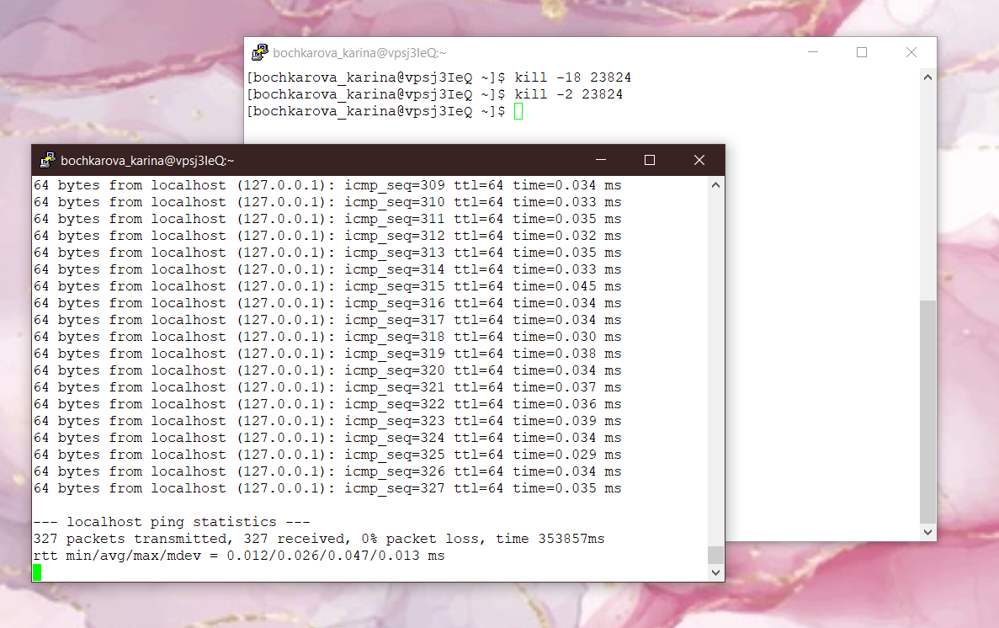 bochkarova_karina@vpsj3IeQ:~
[bochkarova_karina@vpsj3IeQ ~]$ kill -18 23824
[bochkarova_karina@vpsj3IeQ ~]$ kill -2 23824
[bochkarova_karina@vpsj3IeQ ~]$
bochkarova_karina@vpsj3IeQ:~
64 bytes from localhost (127.0.0.1): icmp_seq=309 ttl=64 time=0.034 ms
64 bytes from localhost (127.0.0.1): icmp_seq=310 ttl=64 time=0.033 ms
64 bytes from localhost (127.0.0.1): icmp_seq=311 ttl=64 time=0.035 ms
64 bytes from localhost (127.0.0.1): icmp_seq=312 ttl=64 time=0.032 ms
64 bytes from localhost (127.0.0.1): icmp_seq=313 ttl=64 time=0.035 ms
64 bytes from localhost (127.0.0.1): icmp_seq=314 ttl=64 time=0.033 ms
64 bytes from localhost (127.0.0.1): icmp_seq=315 ttl=64 time=0.045 ms
64 bytes from localhost (127.0.0.1): icmp_seq=316 ttl=64 time=0.034 ms
64 bytes from localhost (127.0.0.1): icmp_seq=317 ttl=64 time=0.034 ms
64 bytes from localhost (127.0.0.1): icmp_seq=318 ttl=64 time=0.030 ms
64 bytes from localhost (127.0.0.1): icmp_seq=319 ttl=64 time=0.038 ms
64 bytes from localhost (127.0.0.1): icmp_seq=320 ttl=64 time=0.034 ms
64 bytes from localhost (127.0.0.1): icmp_seq=321 ttl=64 time=0.037 ms
64 bytes from localhost (127.0.0.1): icmp_seq=322 ttl=64 time=0.036 ms
64 bytes from localhost (127.0.0.1): icmp_seq=323 ttl=64 time=0.039 ms
64 bytes from localhost (127.0.0.1): icmp_seq=324 ttl=64 time=0.034 ms
64 bytes from localhost (127.0.0.1): icmp_seq=325 ttl=64 time=0.029 ms
64 bytes from localhost (127.0.0.1): icmp_seq=326 ttl=64 time=0.034 ms
64 bytes from localhost (127.0.0.1): icmp_seq=327 ttl=64 time=0.035 ms
--- localhost ping statistics ---
327 packets transmitted, 327 received, 0% packet loss, time 353857ms
rtt min/avg/max/mdev = 0.012/0.026/0.047/0.013 ms